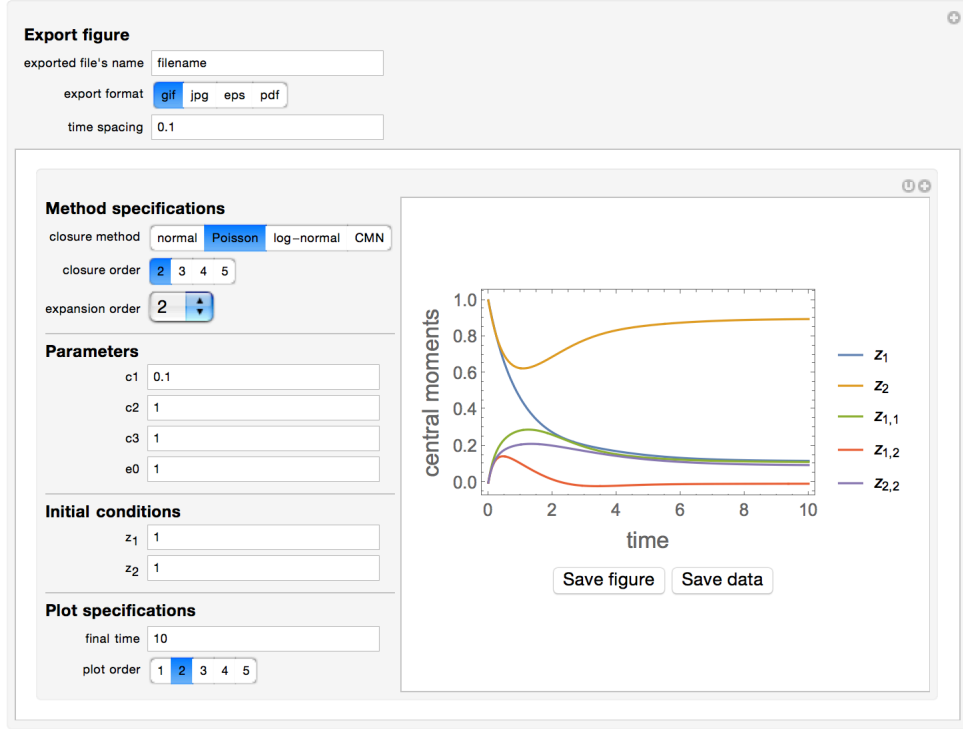 Export figure
exported file's name filename
export format gif jpg eps pdf
time spacing 0.1
Method specifications
closure method normal Poisson log-normal CMN
closure order 2 3 4 5
expansion order 2
Parameters
c1 0.1
c2 1
c3 1
e0 1
Initial conditions
z1 1
z2 1
Plot specifications
final time 10
plot order 1 2 3 4 5
central moments
1.0
0.8
0.6
0.4
0.2
0.0
0 2 4 6 8 10
time
z1
z2
z1,1
z1,2
z2,2
Save figure Save data